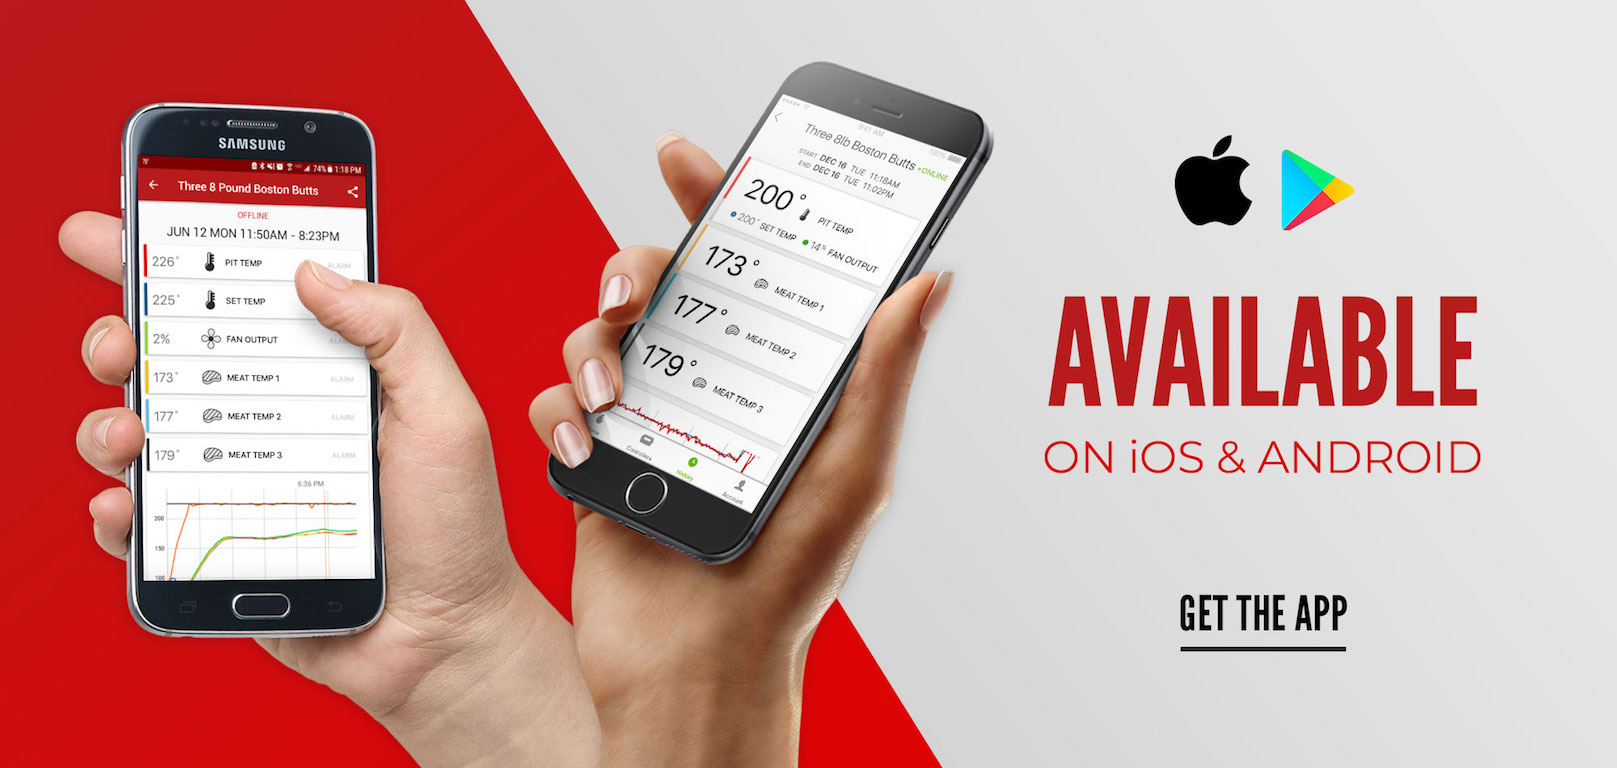 SAMSUNG
74% 1:18 PM
Three 8 Pound Boston Butts
OFFLINE
JUN 12 MON 11:50AM - 8:23PM
226° PIT TEMP ALARM
225° SET TEMP
2% FAN OUTPUT
173° MEAT TEMP 1 ALARM
177° MEAT TEMP 2 ALARM
179° MEAT TEMP 3 ALARM
6:36 PM
200
150
100
9:41 AM 100%
Three 8lb Boston Butts
START DEC 16 TUE 11:18AM •ONLINE
END DEC 16 TUE 11:02PM
200° PIT TEMP
200° SET TEMP 14% FAN OUTPUT
173° MEAT TEMP 1
177° MEAT TEMP 2
179° MEAT TEMP 3
Controllers
History
Account
AVAILABLE
ON iOS & ANDROID
GET THE APP